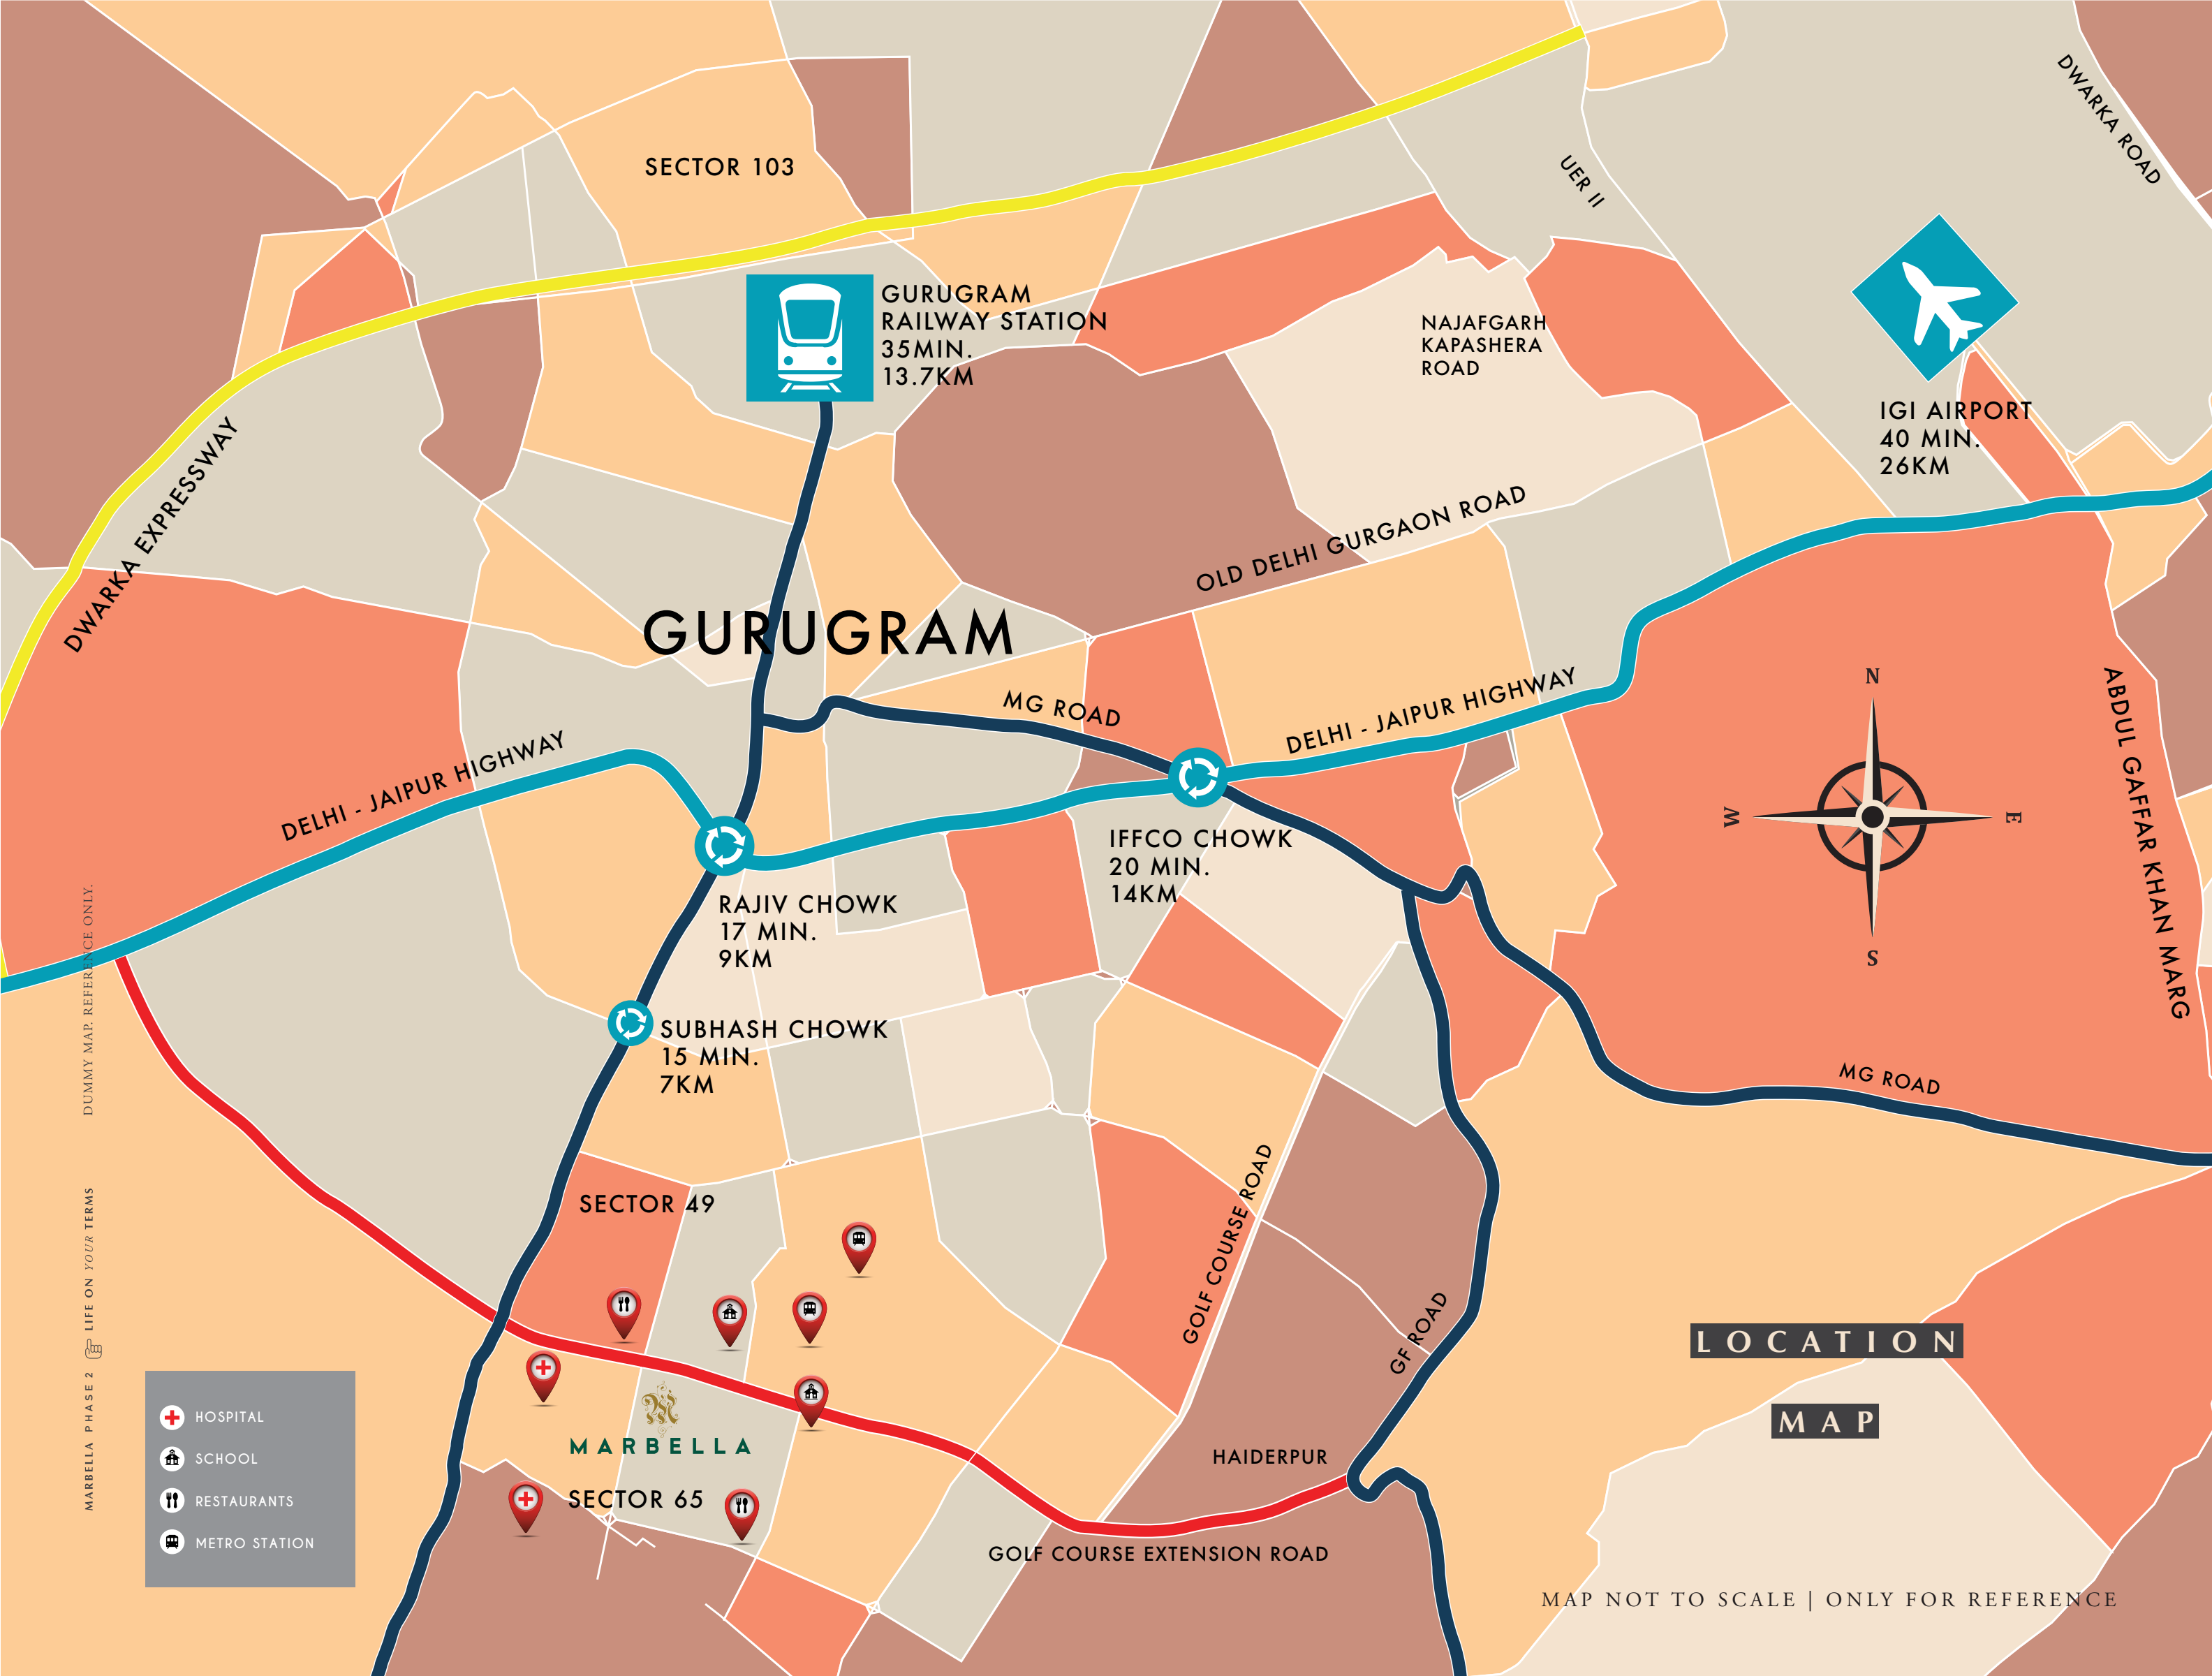 DWARKA ROAD
SECTOR 103
UER II
GURUGRAM
RAILWAY STATION
35MIN.
13.7KM
NAJAFGARH
KAPASHERA
ROAD
IGI AIRPORT
40 MIN.
26KM
DWARKA EXPRESSWAY
OLD DELHI GURGAON ROAD
GURUGRAM
MG ROAD
DELHI - JAIPUR HIGHWAY
DELHI - JAIPUR HIGHWAY
N
W
E
S
ABDUL GAFFAR KHAN MARG
IFFCO CHOWK
20 MIN.
14KM
RAJIV CHOWK
17 MIN.
9KM
SUBHASH CHOWK
15 MIN.
7KM
MG ROAD
SECTOR 49
GOLF COURSE ROAD
GF ROAD
LOCATION
MAP
M
MARBELLA
HAIDERPUR
SECTOR 65
GOLF COURSE EXTENSION ROAD
HOSPITAL
SCHOOL
RESTAURANTS
METRO STATION
MARBELLA PHASE 2 LIFE ON YOUR TERMS
DUMMY MAP. REFERENCE ONLY.
MAP NOT TO SCALE | ONLY FOR REFERENCE